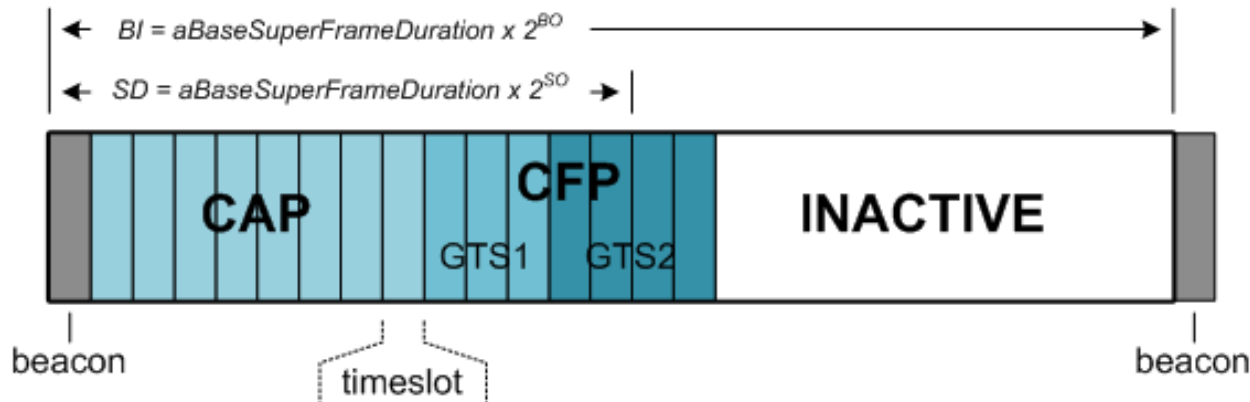 BI = aBaseSuperFrameDuration x 2^BO
SD = aBaseSuperFrameDuration x 2^SO
CAP
CFP
INACTIVE
GTS1
GTS2
beacon
timeslot
beacon